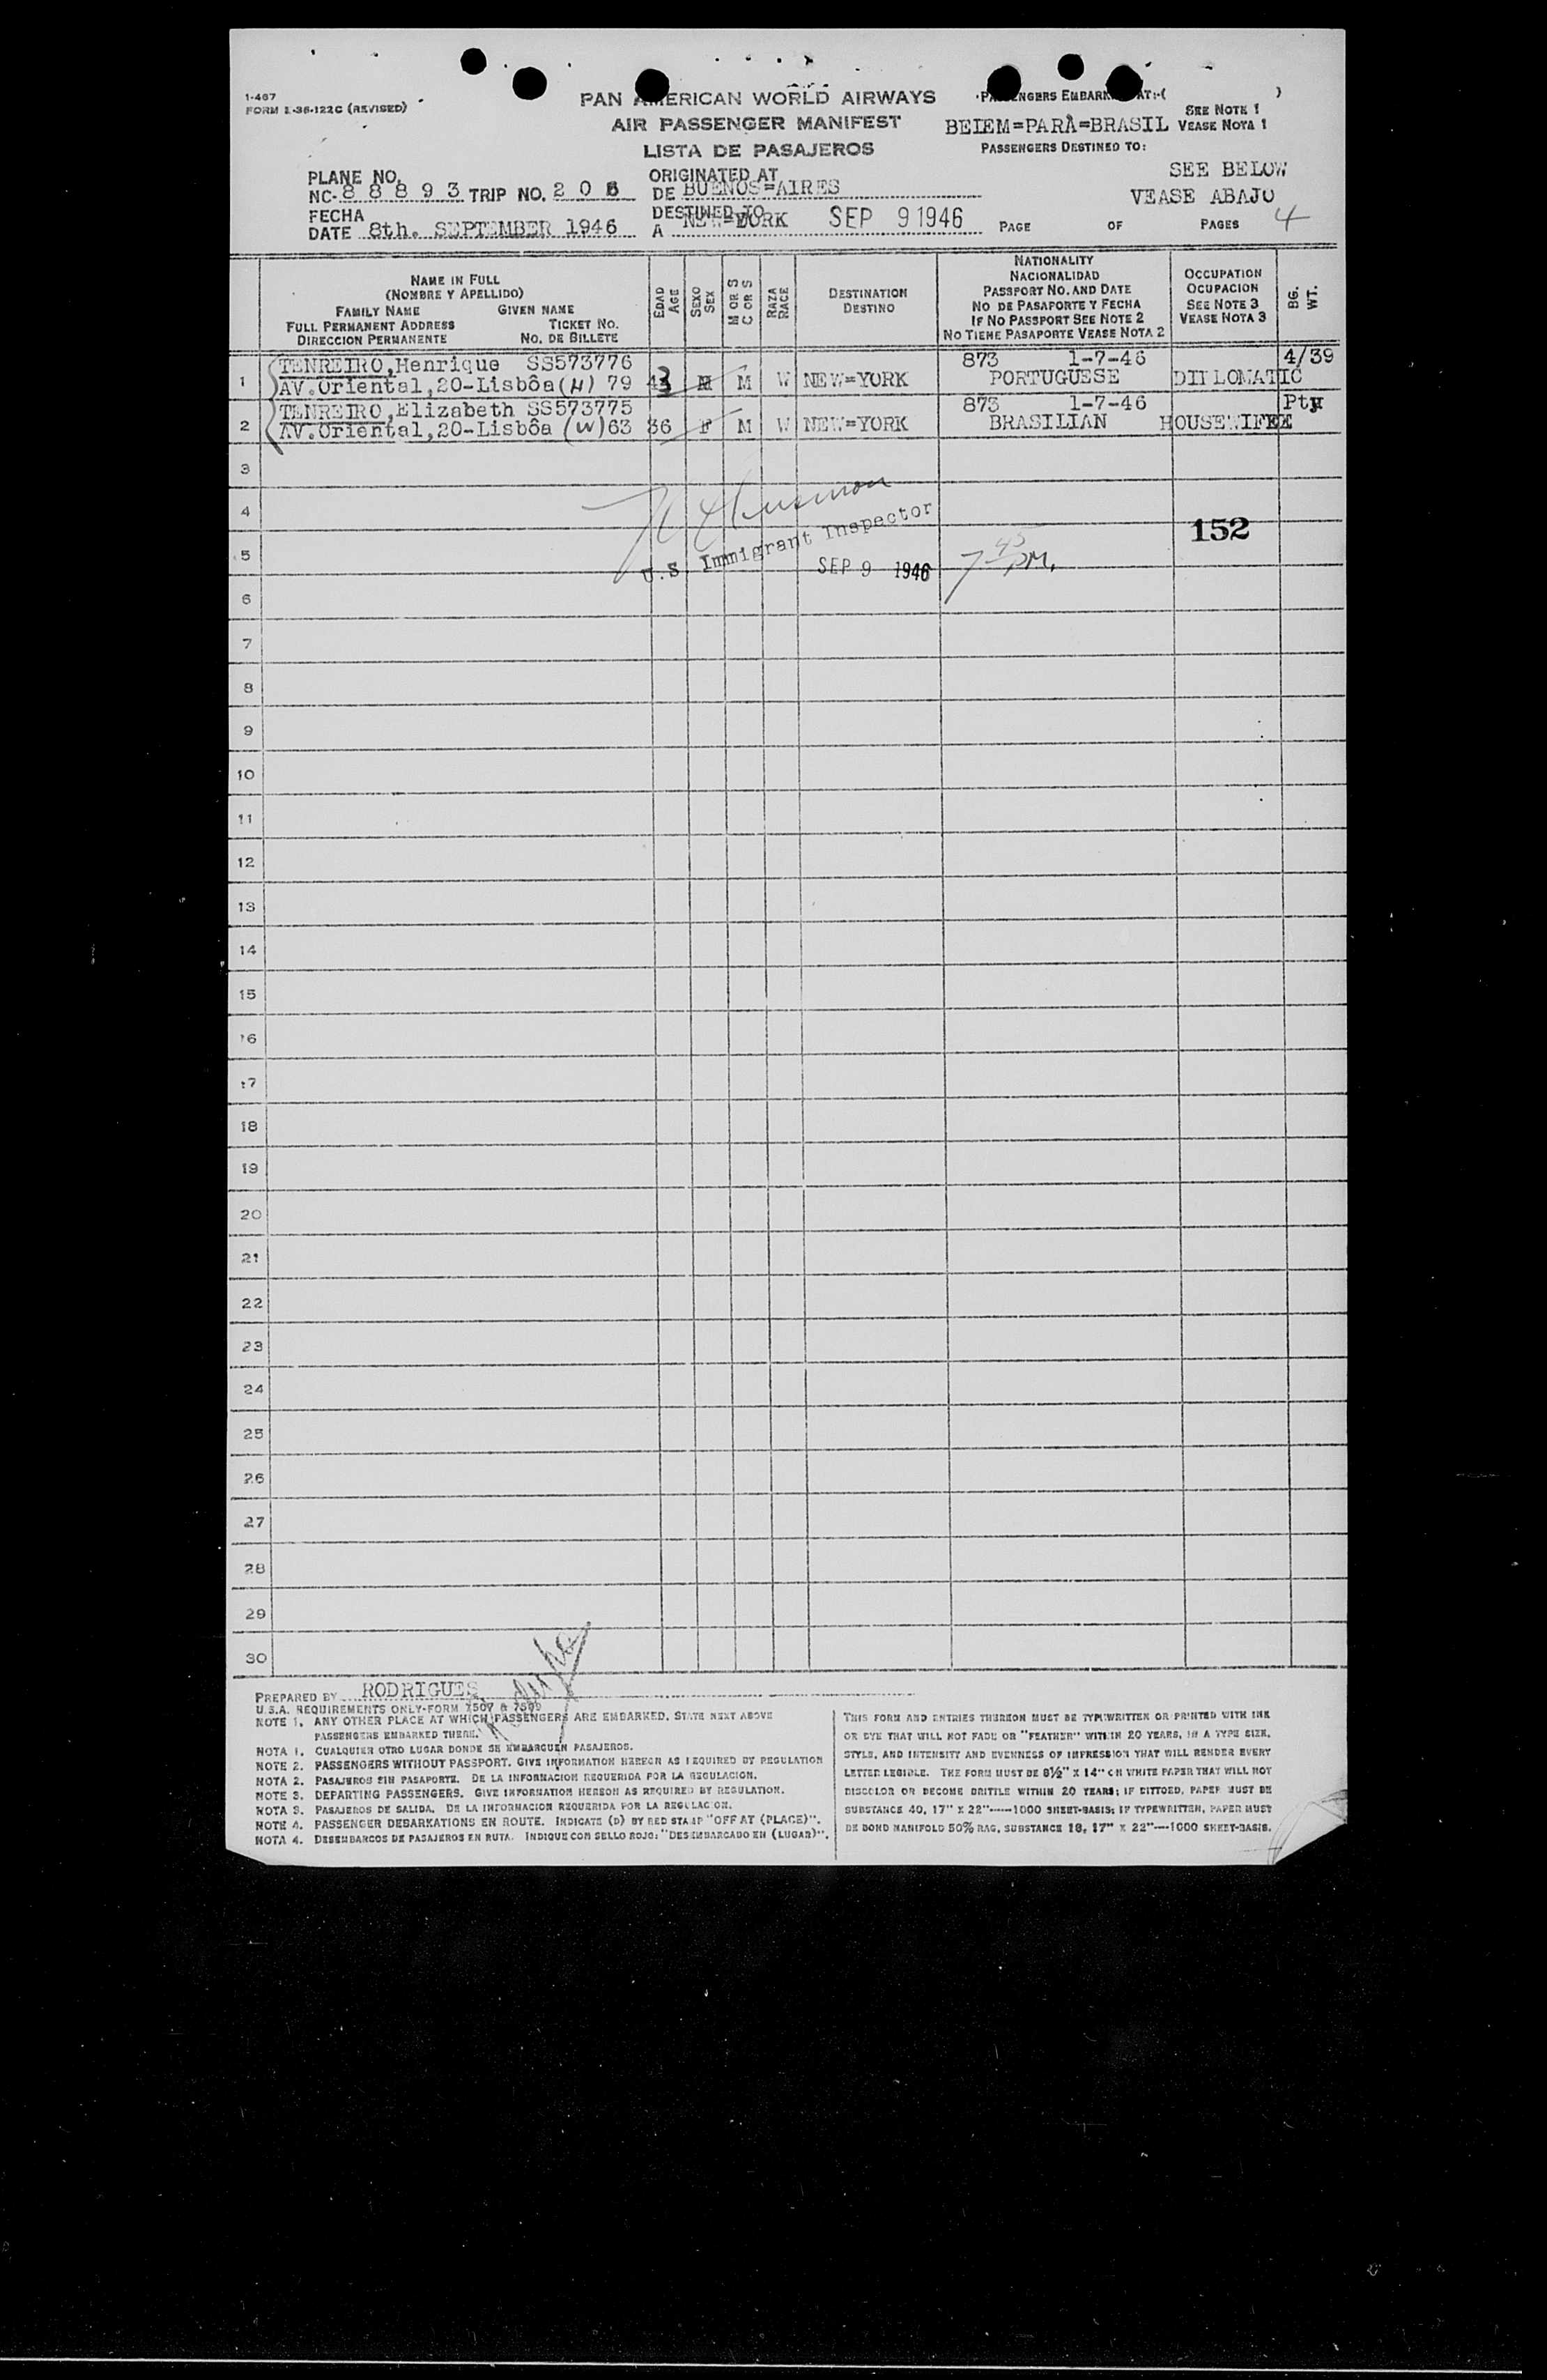 1-467
FORM I-36-122C (REVISED)
PAN AMERICAN WORLD AIRWAYS
AIR PASSENGER MANIFEST
LISTA DE PASAJEROS
PASSENGERS EMBARKED AT:-( )
SEE NOTE 1
BELEM=PARÁ=BRASIL VEASE NOTA 1
PASSENGERS DESTINED TO:
SEE BELOW
VEASE ABAJO
PLANE NO.
NC-88893 TRIP NO. 20
ORIGINATED AT
DE BUENOS=AIRES
FECHA
DATE 8th. SEPTEMBER 1946
DESTINED TO
A NEW=YORK SEP 9 1946
PAGE OF PAGES 4
NAME IN FULL
(NOMBRE Y APELLIDO)
FAMILY NAME GIVEN NAME
FULL PERMANENT ADDRESS TICKET NO.
DIRECCION PERMANENTE NO. DE BILLETE
EDAD
AGE
SEXO
SEX
M OR S
C OR S
RAZA
RACE
DESTINATION
DESTINO
NATIONALITY
NACIONALIDAD
PASSPORT NO. AND DATE
NO DE PASAPORTE Y FECHA
IF NO PASSPORT SEE NOTE 2
NO TIENE PASAPORTE VEASE NOTA 2
OCCUPATION
OCUPACION
SEE NOTE 3
VEASE NOTA 3
BG.
WT.
TENREIRO,Henrique SS573776 873 1-7-46 4/39
1 AV.Oriental,20-Lisbôa(H) 79 43 M M W NEW=YORK PORTUGUESE DIPLOMATIC
TENREIRO,Elizabeth SS573775 873 1-7-46 Pty
2 AV.Oriental,20-Lisbôa (W)63 36 F M W NEW=YORK BRASILIAN HOUSEWIFE
3
4
152
5
U.S. Immigrant Inspector
SEP 9 1946 7 45 PM.
6
7
8
9
10
11
12
13
14
15
16
17
18
19
20
21
22
23
24
25
26
27
28
29
30
PREPARED BY RODRIGUES
U.S.A. REQUIREMENTS ONLY-FORM 7507 & 7509
NOTE 1. ANY OTHER PLACE AT WHICH PASSENGERS ARE EMBARKED, STATE NEXT ABOVE
PASSENGERS EMBARKED THERE.
NOTA 1. CUALQUIER OTRO LUGAR DONDE SE EMBARGUEN PASAJEROS.
NOTE 2. PASSENGERS WITHOUT PASSPORT. GIVE INFORMATION HEREON AS REQUIRED BY REGULATION
NOTA 2. PASAJEROS SIN PASAPORTE. DE LA INFORMACION REQUERIDA POR LA REGULACION.
NOTE 3. DEPARTING PASSENGERS. GIVE INFORMATION HEREON AS REQUIRED BY REGULATION.
NOTA 3. PASAJEROS DE SALIDA. DE LA INFORMACION REQUERIDA POR LA REGULACION.
NOTE 4. PASSENGER DEBARKATIONS EN ROUTE. INDICATE (D) BY RED STAMP "OFF AT (PLACE)".
NOTA 4. DESEMBARCOS DE PASAJEROS EN RUTA. INDIQUE CON SELLO ROJO: "DESEMBARCADO EN (LUGAR)".
THIS FORM AND ENTRIES THEREON MUST BE TYPEWRITTEN OR PRINTED WITH INK
OR DYE THAT WILL NOT FADE OR "FEATHER" WITHIN 20 YEARS, IN A TYPE SIZE,
STYLE, AND INTENSITY AND EVENNESS OF IMPRESSION THAT WILL RENDER EVERY
LETTER LEGIBLE. THE FORM MUST BE 8½" X 14" ON WHITE PAPER THAT WILL NOT
DISCOLOR OR BECOME BRITTLE WITHIN 20 YEARS; IF DITTOED, PAPER MUST BE
SUBSTANCE 40, 17" X 22"-----1000 SHEET-BASIS; IF TYPEWRITTEN, PAPER MUST
BE BOND MANIFOLD 50% RAG, SUBSTANCE 18, 17" X 22"----1000 SHEET-BASIS.